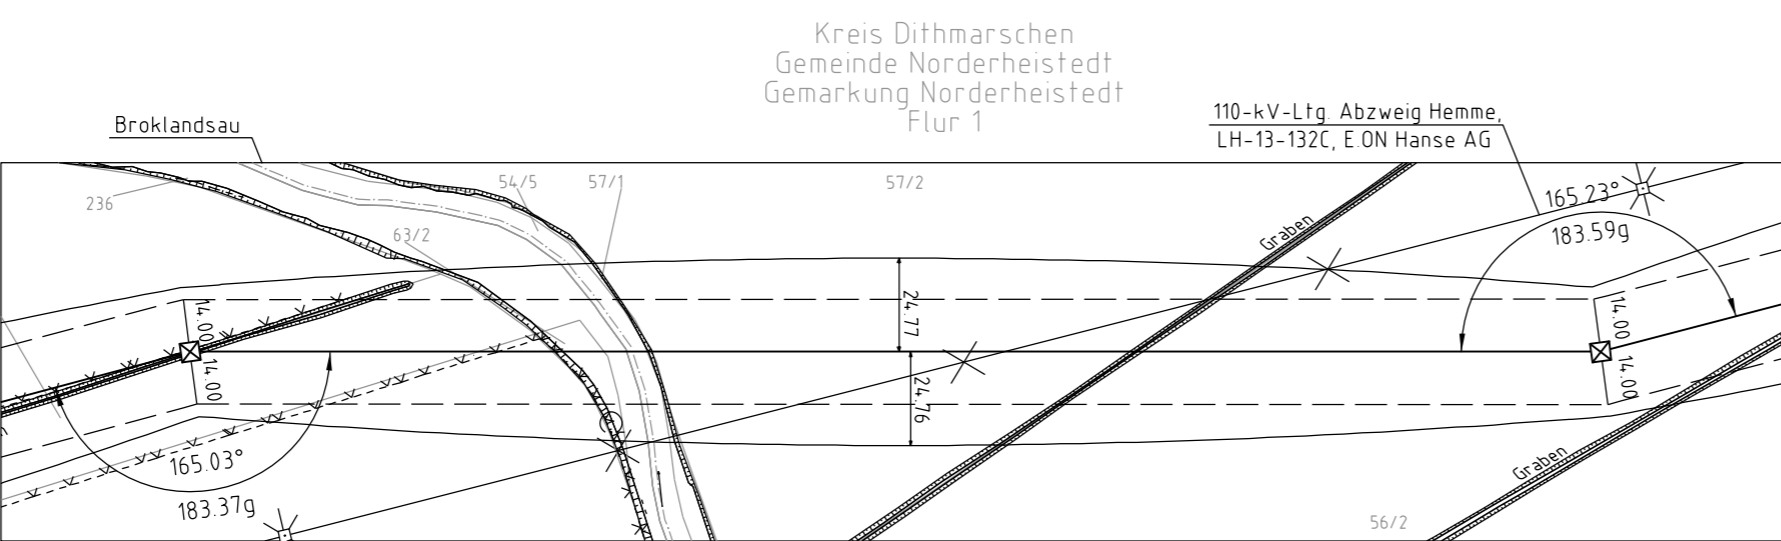 Kreis Dithmarschen
Gemeinde Norderheistedt
Gemarkung Norderheistedt
Flur 1
110-kV-Ltg. Abzweig Hemme,
LH-13-132C, E.ON Hanse AG
Broklandsau
236
54/5
57/1
57/2
63/2
Graben
165.23°
183.59g
14.00
14.00
24.77
24.76
14.00
14.00
165.03°
183.37g
Graben
56/2